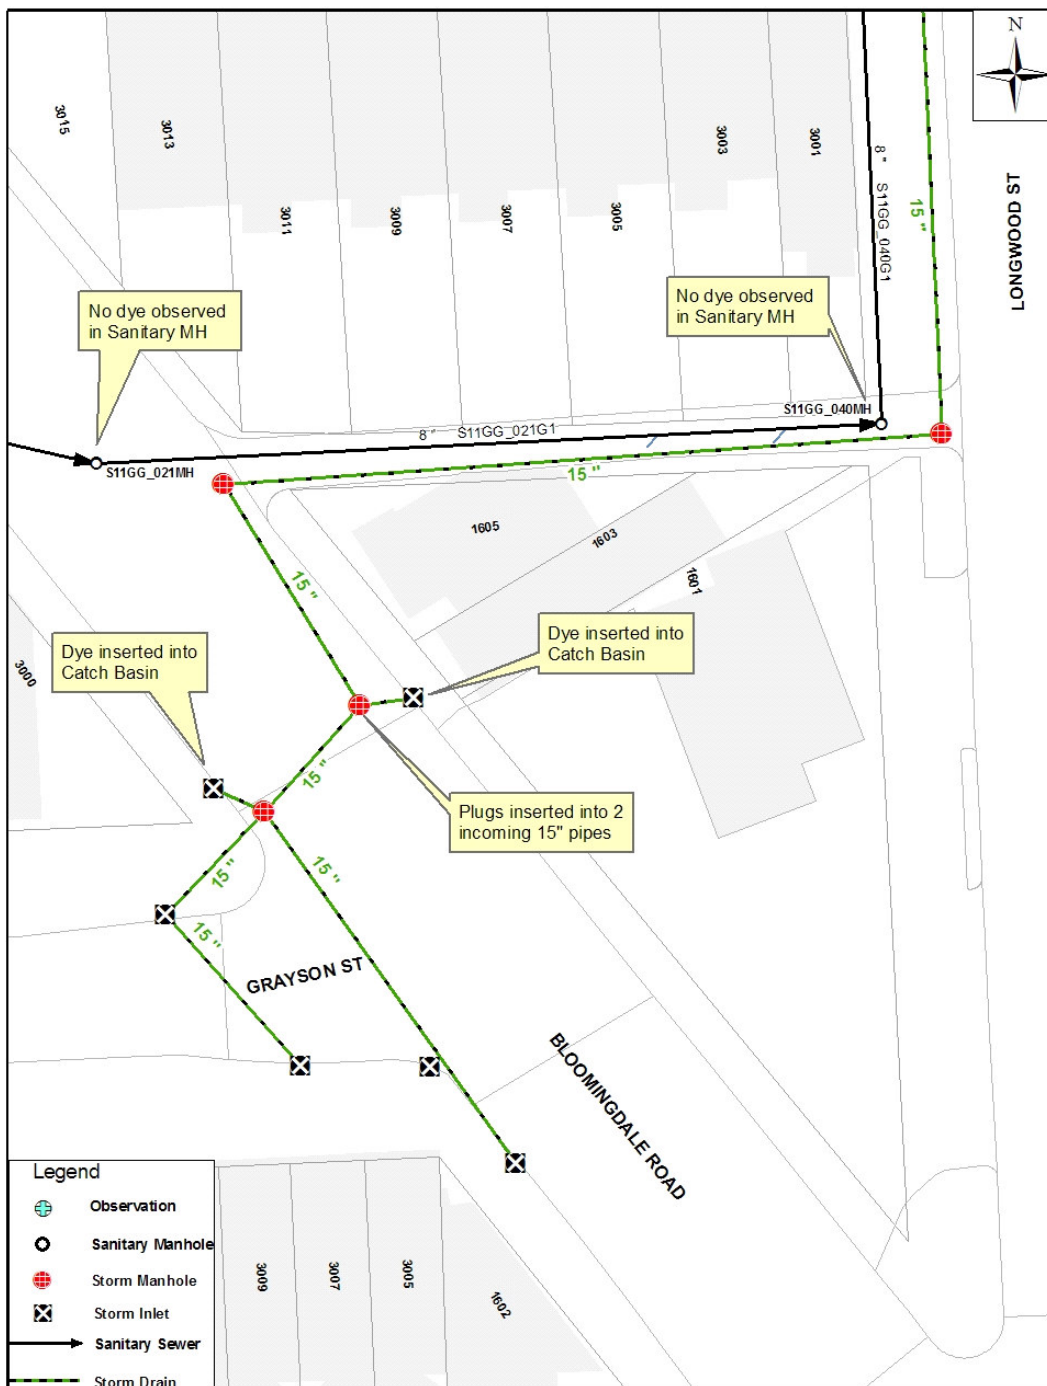 N
3015
3013
3011
3009
3007
3005
3003
3001
8 " S11GG_040G1
15 "
LONGWOOD ST
No dye observed
in Sanitary MH
No dye observed
in Sanitary MH
S11GG_040MH
8 " S11GG_021G1
S11GG_021MH
15 "
1605
1603
1601
15 "
Dye inserted into
Catch Basin
Dye inserted into
Catch Basin
3000
15 "
Plugs inserted into 2
incoming 15" pipes
15 "
15 "
15 "
GRAYSON ST
BLOOMINGDALE ROAD
3009
3007
3005
1602
Legend
Observation
Sanitary Manhole
Storm Manhole
Storm Inlet
Sanitary Sewer
Storm Drain